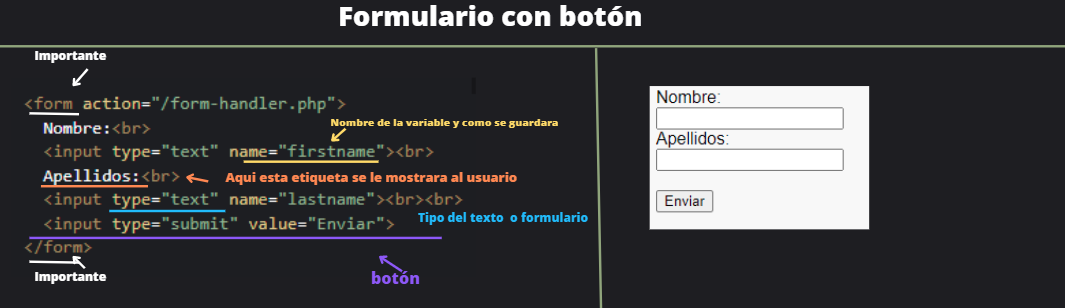 Formulario con botón
Importante
<form action="/form-handler.php">
Nombre:<br>
Nombre de la variable y como se guardara
<input type="text" name="firstname"><br>
Apellidos:<br>
Aqui esta etiqueta se le mostrara al usuario
<input type="text" name="lastname"><br><br>
Tipo del texto o formulario
<input type="submit" value="Enviar">
</form>
Importante
botón
Nombre:
Apellidos:
Enviar